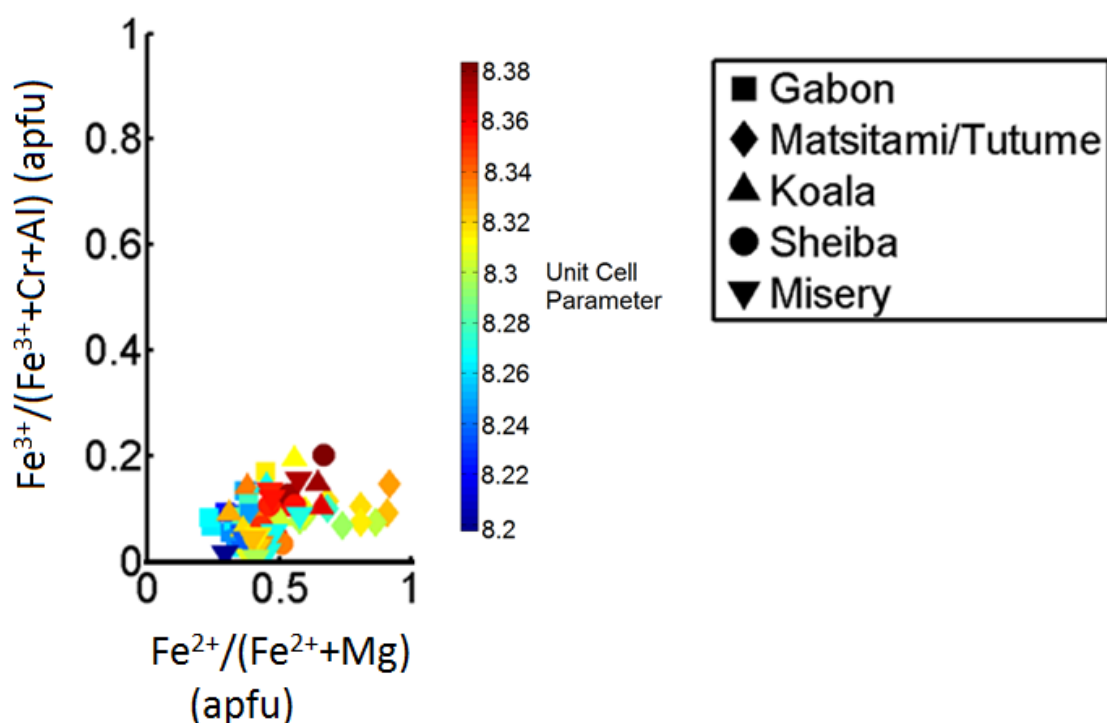 Fe³⁺/(Fe³⁺+Cr+Al) (apfu)
1
0.8
0.6
0.4
0.2
0
0
0.5
1
Fe²⁺/(Fe²⁺+Mg)
(apfu)
8.38
8.36
8.34
8.32
8.3
8.28
8.26
8.24
8.22
8.2
Unit Cell
Parameter
Gabon
Matsitami/Tutume
Koala
Sheiba
Misery